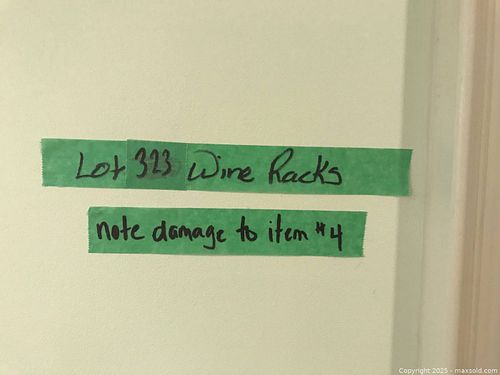 Lot 323 Wire Racks
note damage to item #4
Copyright 2025 - maxsold.com